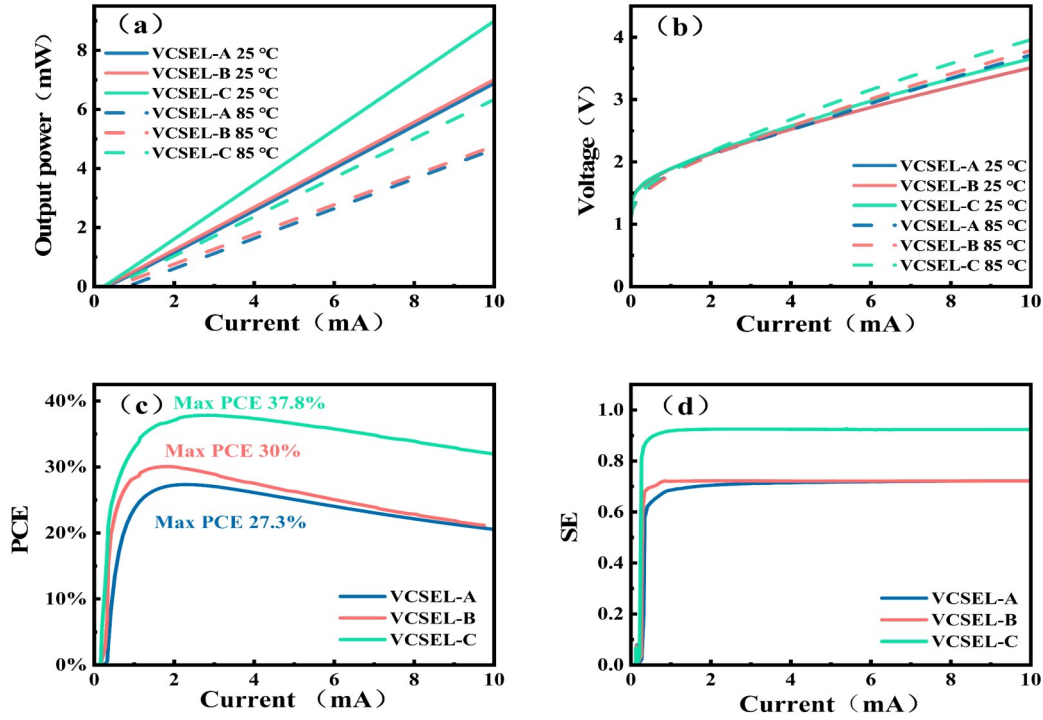 (a)
Output power（mW）
8
6
4
2
0
VCSEL-A 25 °C
VCSEL-B 25 °C
VCSEL-C 25 °C
VCSEL-A 85 °C
VCSEL-B 85 °C
VCSEL-C 85 °C
0 2 4 6 8 10
Current（mA）
(b)
Voltage（V）
4
3
2
1
0
VCSEL-A 25 °C
VCSEL-B 25 °C
VCSEL-C 25 °C
VCSEL-A 85 °C
VCSEL-B 85 °C
VCSEL-C 85 °C
0 2 4 6 8 10
Current（mA）
(c)
PCE
40%
30%
20%
10%
0%
Max PCE 37.8%
Max PCE 30%
Max PCE 27.3%
VCSEL-A
VCSEL-B
VCSEL-C
0 2 4 6 8 10
Current （mA）
(d)
SE
1.0
0.8
0.6
0.4
0.2
0.0
VCSEL-A
VCSEL-B
VCSEL-C
0 2 4 6 8 10
Current（mA）